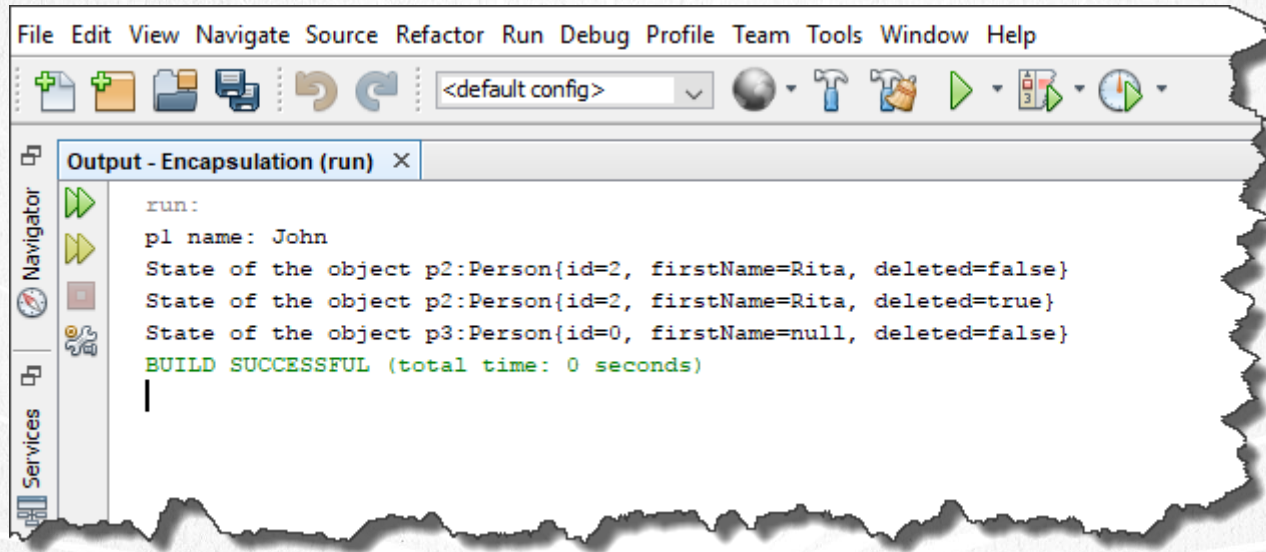 File Edit View Navigate Source Refactor Run Debug Profile Team Tools Window Help
<default config>
Output - Encapsulation (run)
Navigator
Services
run:
p1 name: John
State of the object p2:Person{id=2, firstName=Rita, deleted=false}
State of the object p2:Person{id=2, firstName=Rita, deleted=true}
State of the object p3:Person{id=0, firstName=null, deleted=false}
BUILD SUCCESSFUL (total time: 0 seconds)